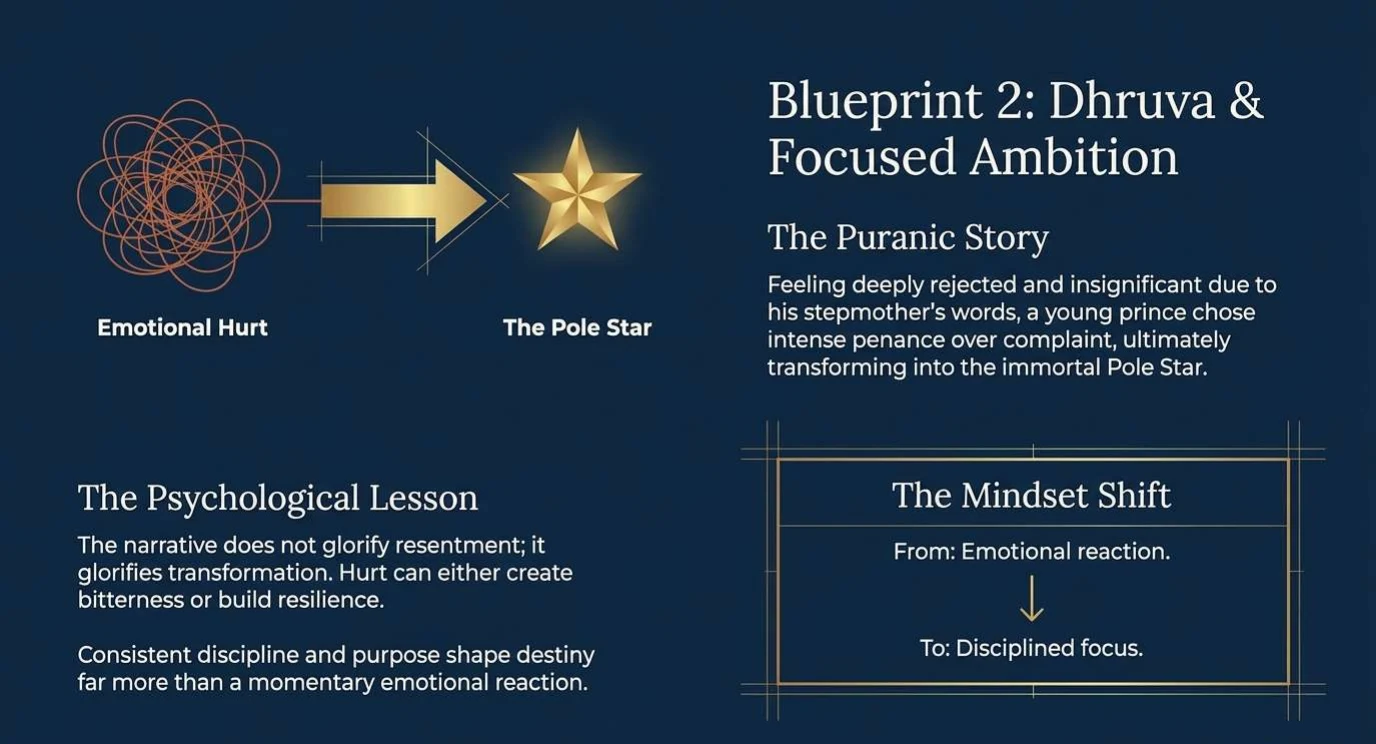 Emotional Hurt
The Pole Star
Blueprint 2: Dhruva &
Focused Ambition
The Puranic Story
Feeling deeply rejected and insignificant due to
his stepmother's words, a young prince chose
intense penance over complaint, ultimately
transforming into the immortal Pole Star.
The Psychological Lesson
The narrative does not glorify resentment; it
glorifies transformation. Hurt can either create
bitterness or build resilience.
Consistent discipline and purpose shape destiny
far more than a momentary emotional reaction.
The Mindset Shift
From: Emotional reaction.
To: Disciplined focus.